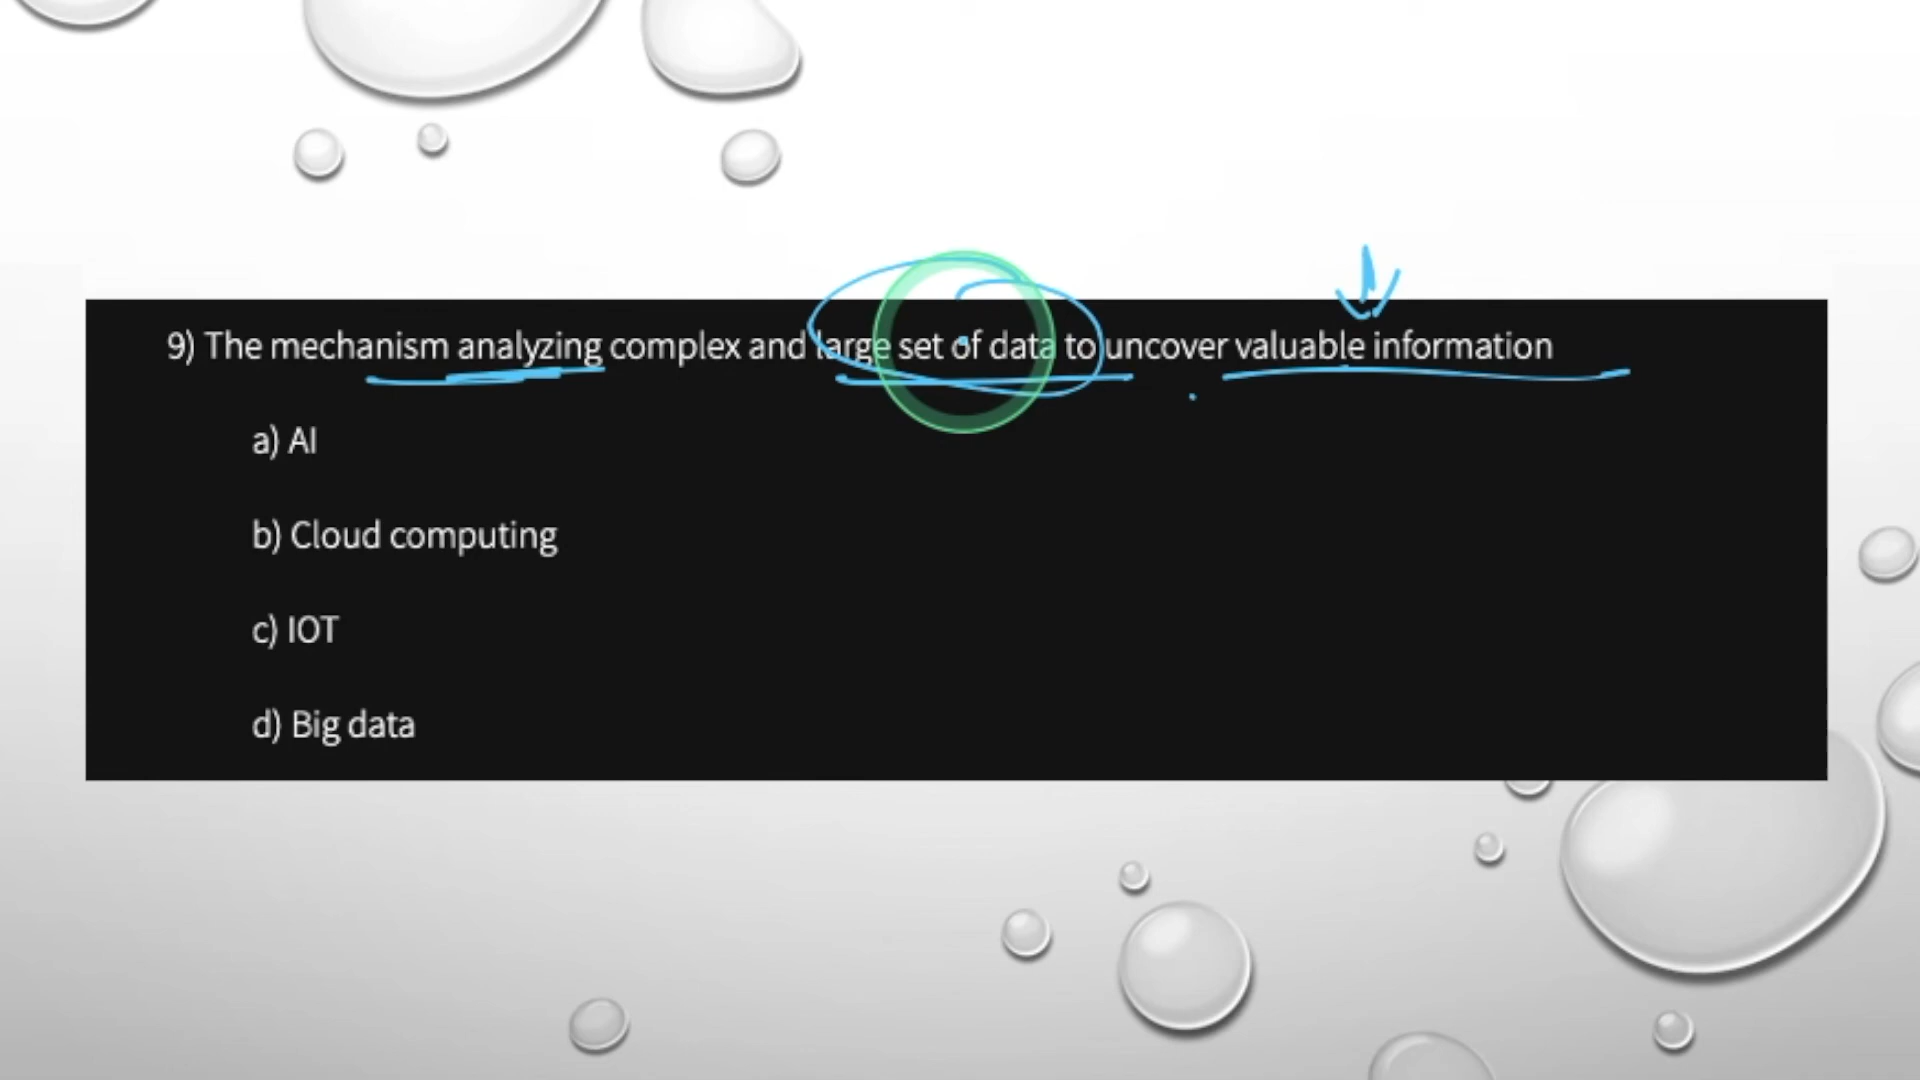 9) The mechanism analyzing complex and large set of data to uncover valuable information
a) AI
b) Cloud computing
c) IOT
d) Big data